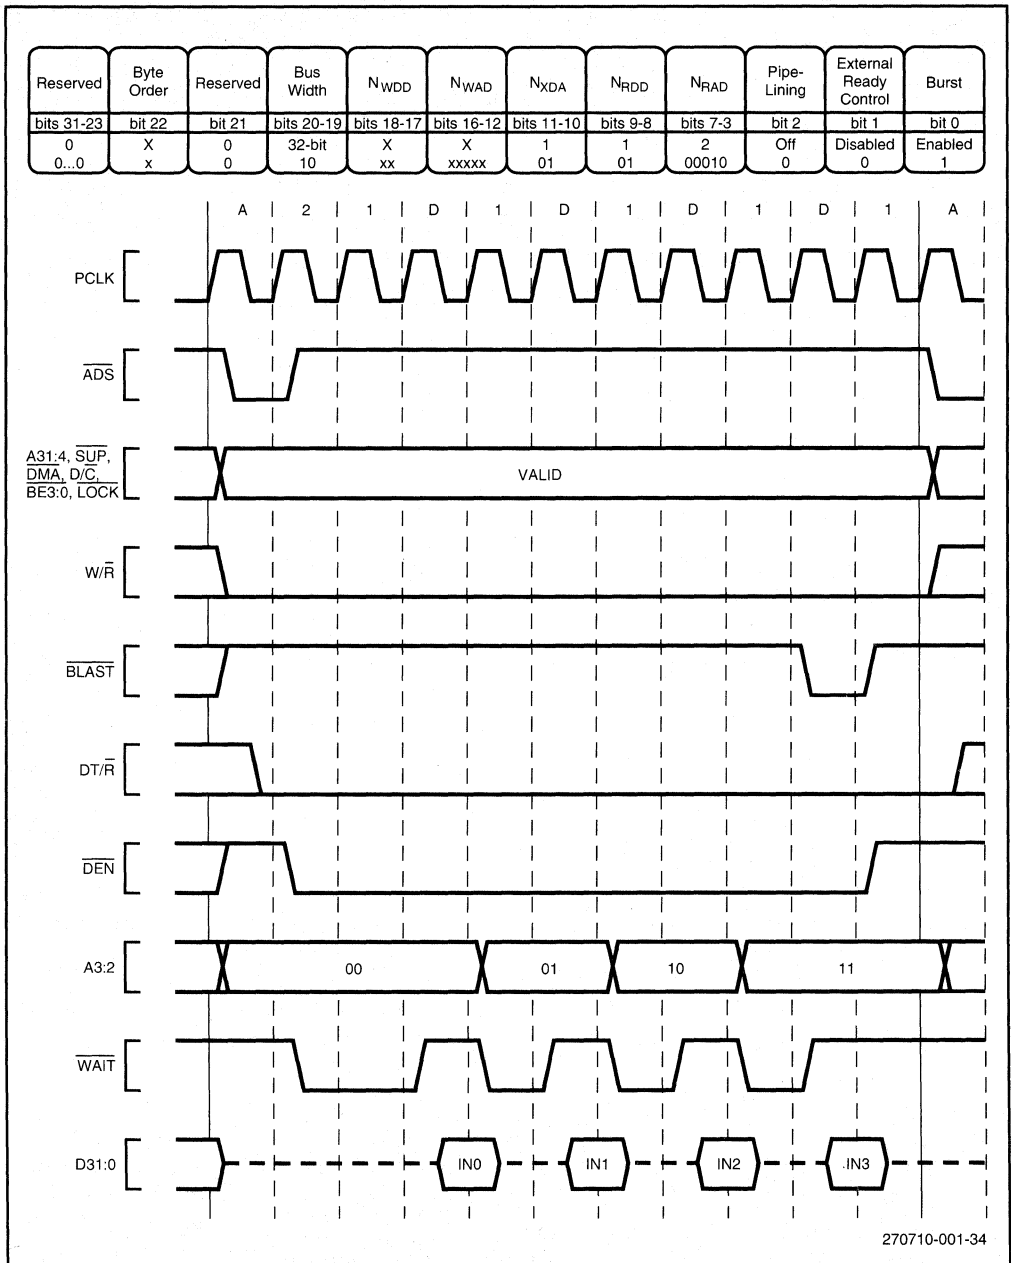 Reserved Byte Order Reserved Bus Width NWDD NWAD NXDA NRDD NRAD Pipe-Lining External Ready Control Burst
bits 31-23 bit 22 bit 21 bits 20-19 bits 18-17 bits 16-12 bits 11-10 bits 9-8 bits 7-3 bit 2 bit 1 bit 0
0 X 0 32-bit X X 1 1 2 Off Disabled Enabled
0...0 x 0 10 xx xxxxx 01 01 00010 0 0 1
A 2 1 D 1 D 1 D 1 D 1 A
PCLK
ADS
A31:4, SUP,
DMA, D/C,
BE3:0, LOCK
VALID
W/R
BLAST
DT/R
DEN
A3:2 00 01 10 11
WAIT
D31:0 IN0 IN1 IN2 IN3
270710-001-34